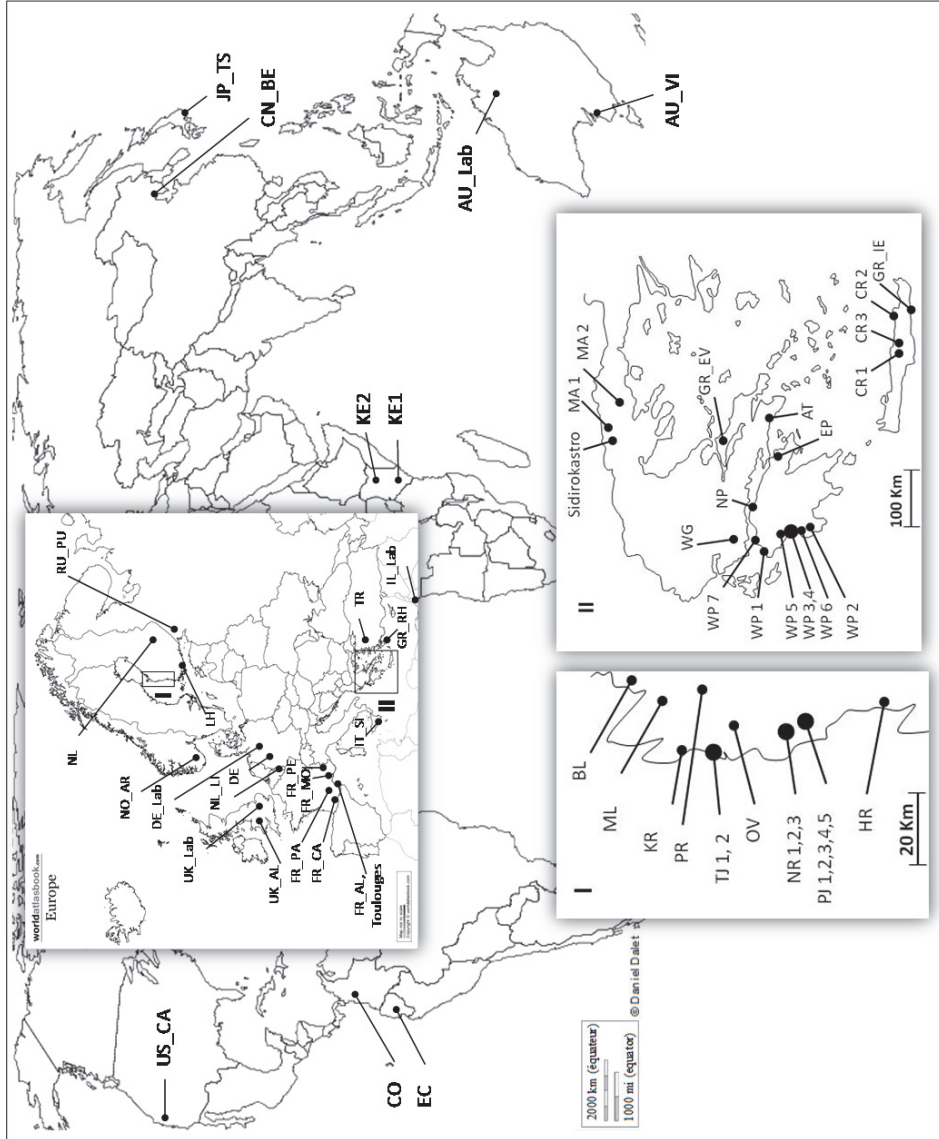 JP_TS
CN_BE
AU_Lab
AU_VI
KE2
KE1
US_CA
CO
EC
2000 km (équateur)
1000 mi (equator)
© Daniel Dalet
worldatlasbook.com
Europe
RU_PU
NL
I
LH
NO_AR
DE_Lab
NL_LI
DE
UK_Lab
UK_AL
FR_PE
FR_MO
FR_PA
FR_CA
FR_AL,
Toulouges
IT_SI
II
TR
GR_RH
IL_Lab
I
BL
ML
KR
PR
TJ 1, 2
OV
NR 1,2,3
PJ 1,2,3,4,5
HR
20 Km
II
Sidirokastro
MA 1
MA 2
GR_EV
WG
NP
AT
EP
WP 7
WP 1
WP 5
WP 3,4
WP 6
WP 2
CR1
CR 3
CR 2
GR_IE
100 Km